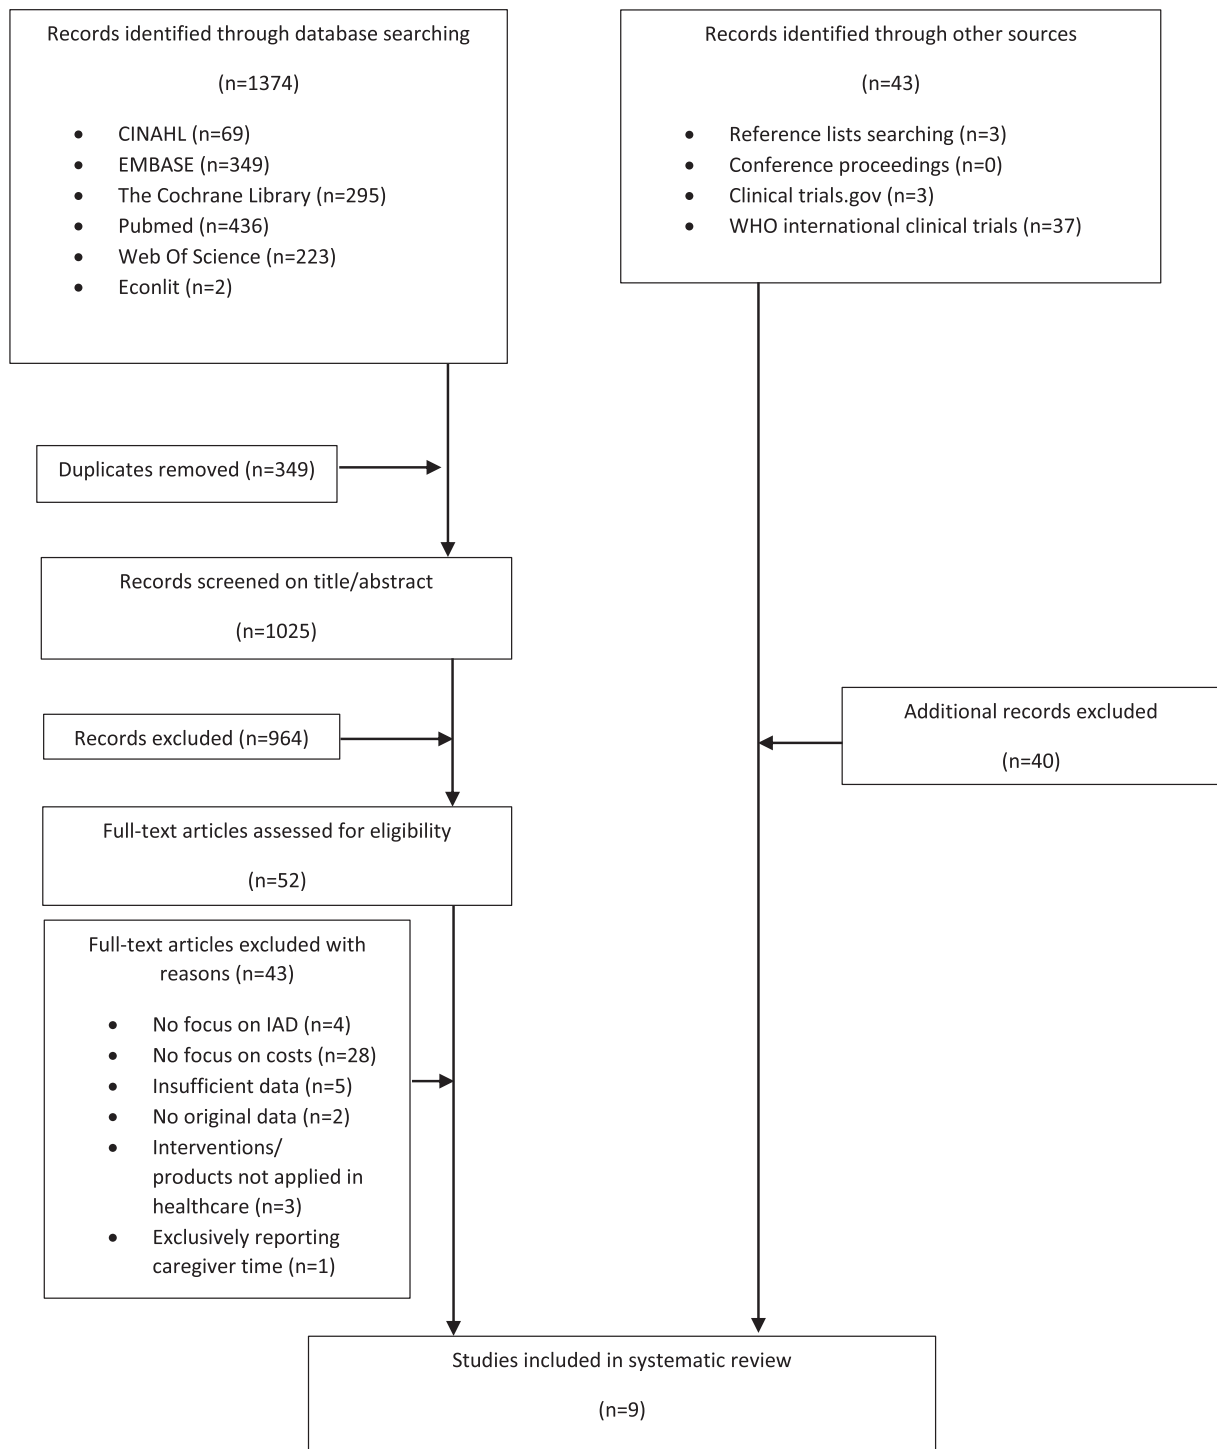 Records identified through database searching
(n=1374)
• CINAHL (n=69)
• EMBASE (n=349)
• The Cochrane Library (n=295)
• Pubmed (n=436)
• Web Of Science (n=223)
• Econlit (n=2)
Records identified through other sources
(n=43)
• Reference lists searching (n=3)
• Conference proceedings (n=0)
• Clinical trials.gov (n=3)
• WHO international clinical trials (n=37)
Duplicates removed (n=349)
Records screened on title/abstract
(n=1025)
Records excluded (n=964)
Additional records excluded
(n=40)
Full-text articles assessed for eligibility
(n=52)
Full-text articles excluded with
reasons (n=43)
• No focus on IAD (n=4)
• No focus on costs (n=28)
• Insufficient data (n=5)
• No original data (n=2)
• Interventions/
products not applied in
healthcare (n=3)
• Exclusively reporting
caregiver time (n=1)
Studies included in systematic review
(n=9)